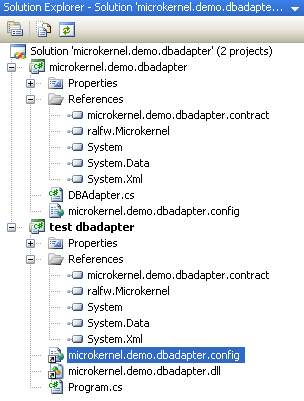 Solution Explorer - Solution 'microkernel.demo.dbadapte...
Solution 'microkernel.demo.dbadapter' (2 projects)
microkernel.demo.dbadapter
Properties
References
microkernel.demo.dbadapter.contract
ralfw.Microkernel
System
System.Data
System.Xml
DBAdapter.cs
microkernel.demo.dbadapter.config
test dbadapter
Properties
References
microkernel.demo.dbadapter.contract
ralfw.Microkernel
System
System.Data
System.Xml
microkernel.demo.dbadapter.config
microkernel.demo.dbadapter.dll
Program.cs